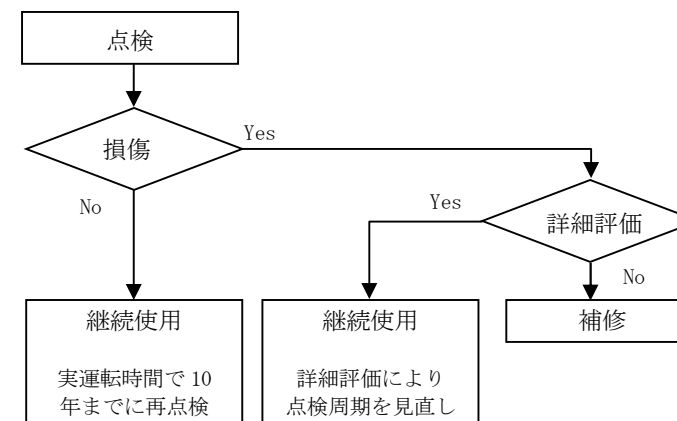 点検
損傷
Yes
No
Yes
詳細評価
No
継続使用
実運転時間で 10
年までに再点検
継続使用
詳細評価により
点検周期を見直し
補修